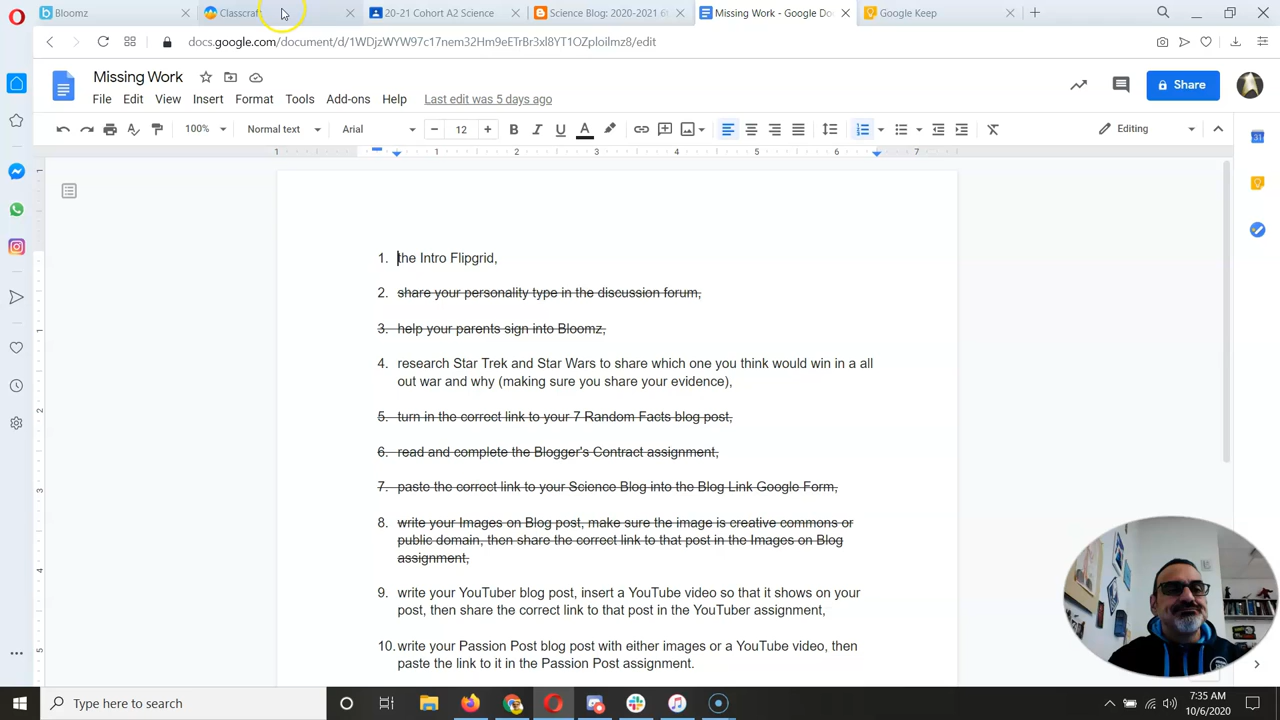 Bloomz
Classcraft
20-21 Cohort A2 Science
Science Blog: 2020-2021 6t
Missing Work - Google Do
Google Keep
docs.google.com/document/d/1WDjzWYW97c17nem32Hm9eETrBr3xl8YT1OZploilmz8/edit
Missing Work
File Edit View Insert Format Tools Add-ons Help Last edit was 5 days ago
Share
100% Normal text Arial 12 B I U A Editing
1 1 2 3 4 5 6 7
1. the Intro Flipgrid,
2. share your personality type in the discussion forum,
3. help your parents sign into Bloomz,
4. research Star Trek and Star Wars to share which one you think would win in a all
out war and why (making sure you share your evidence),
5. turn in the correct link to your 7 Random Facts blog post,
6. read and complete the Blogger's Contract assignment,
7. paste the correct link to your Science Blog into the Blog Link Google Form,
8. write your Images on Blog post, make sure the image is creative commons or
public domain, then share the correct link to that post in the Images on Blog
assignment,
9. write your YouTuber blog post, insert a YouTube video so that it shows on your
post, then share the correct link to that post in the YouTuber assignment,
10. write your Passion Post blog post with either images or a YouTube video, then
paste the link to it in the Passion Post assignment.
Type here to search
7:35 AM
10/6/2020